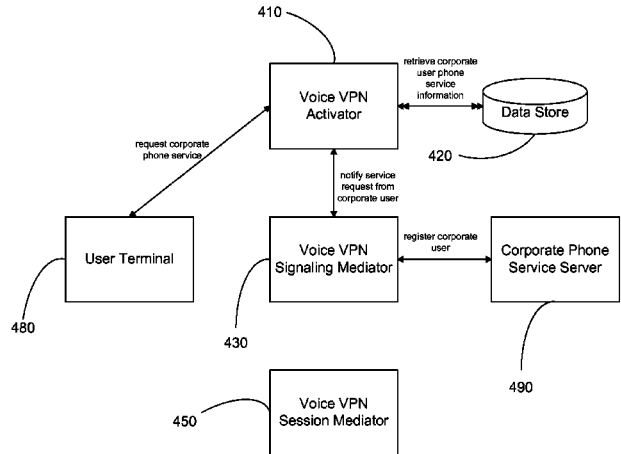 410
Voice VPN
Activator
retrieve corporate
user phone
service
information
Data Store
420
request corporate
phone service
notify service
request from
corporate user
User Terminal
480
Voice VPN
Signaling Mediator
430
register corporate
user
Corporate Phone
Service Server
490
Voice VPN
Session Mediator
450